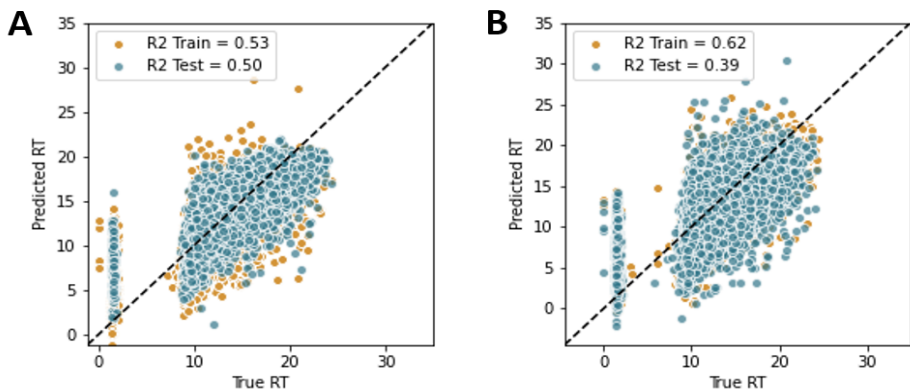 A
B
35
30
25
20
15
10
5
0
Predicted RT
R2 Train = 0.53
R2 Test = 0.50
0 10 20 30
True RT
35
30
25
20
15
10
5
0
Predicted RT
R2 Train = 0.62
R2 Test = 0.39
0 10 20 30
True RT